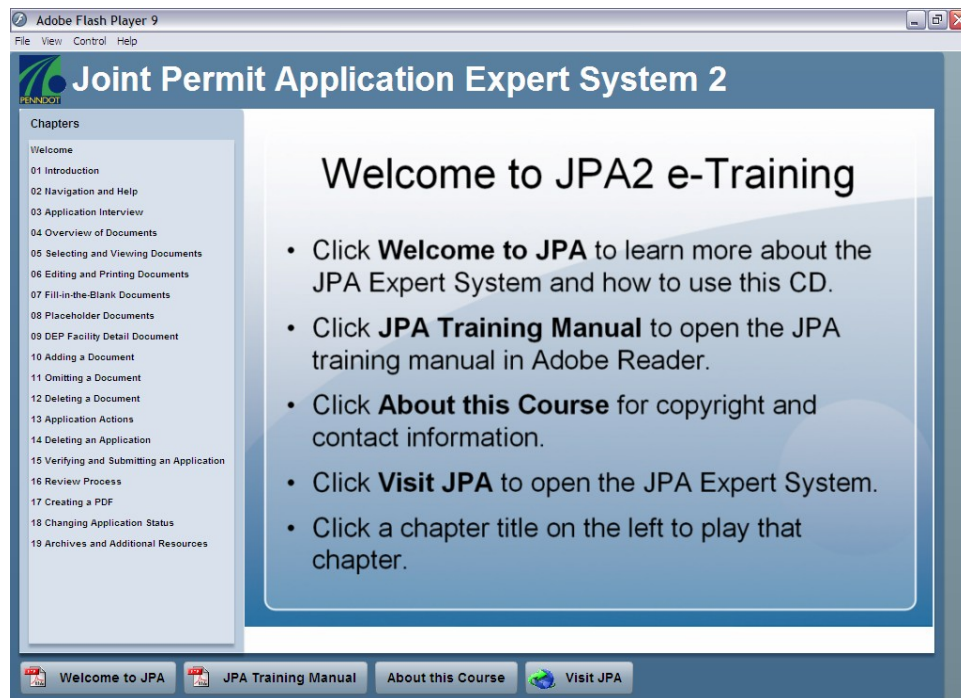 Adobe Flash Player 9
File View Control Help
PENNDOT
Joint Permit Application Expert System 2
Chapters
Welcome
01 Introduction
02 Navigation and Help
03 Application Interview
04 Overview of Documents
05 Selecting and Viewing Documents
06 Editing and Printing Documents
07 Fill-in-the-Blank Documents
08 Placeholder Documents
09 DEP Facility Detail Document
10 Adding a Document
11 Omitting a Document
12 Deleting a Document
13 Application Actions
14 Deleting an Application
15 Verifying and Submitting an Application
16 Review Process
17 Creating a PDF
18 Changing Application Status
19 Archives and Additional Resources
Welcome to JPA2 e-Training
• Click Welcome to JPA to learn more about the
JPA Expert System and how to use this CD.
• Click JPA Training Manual to open the JPA
training manual in Adobe Reader.
• Click About this Course for copyright and
contact information.
• Click Visit JPA to open the JPA Expert System.
• Click a chapter title on the left to play that
chapter.
Welcome to JPA
JPA Training Manual
About this Course
Visit JPA